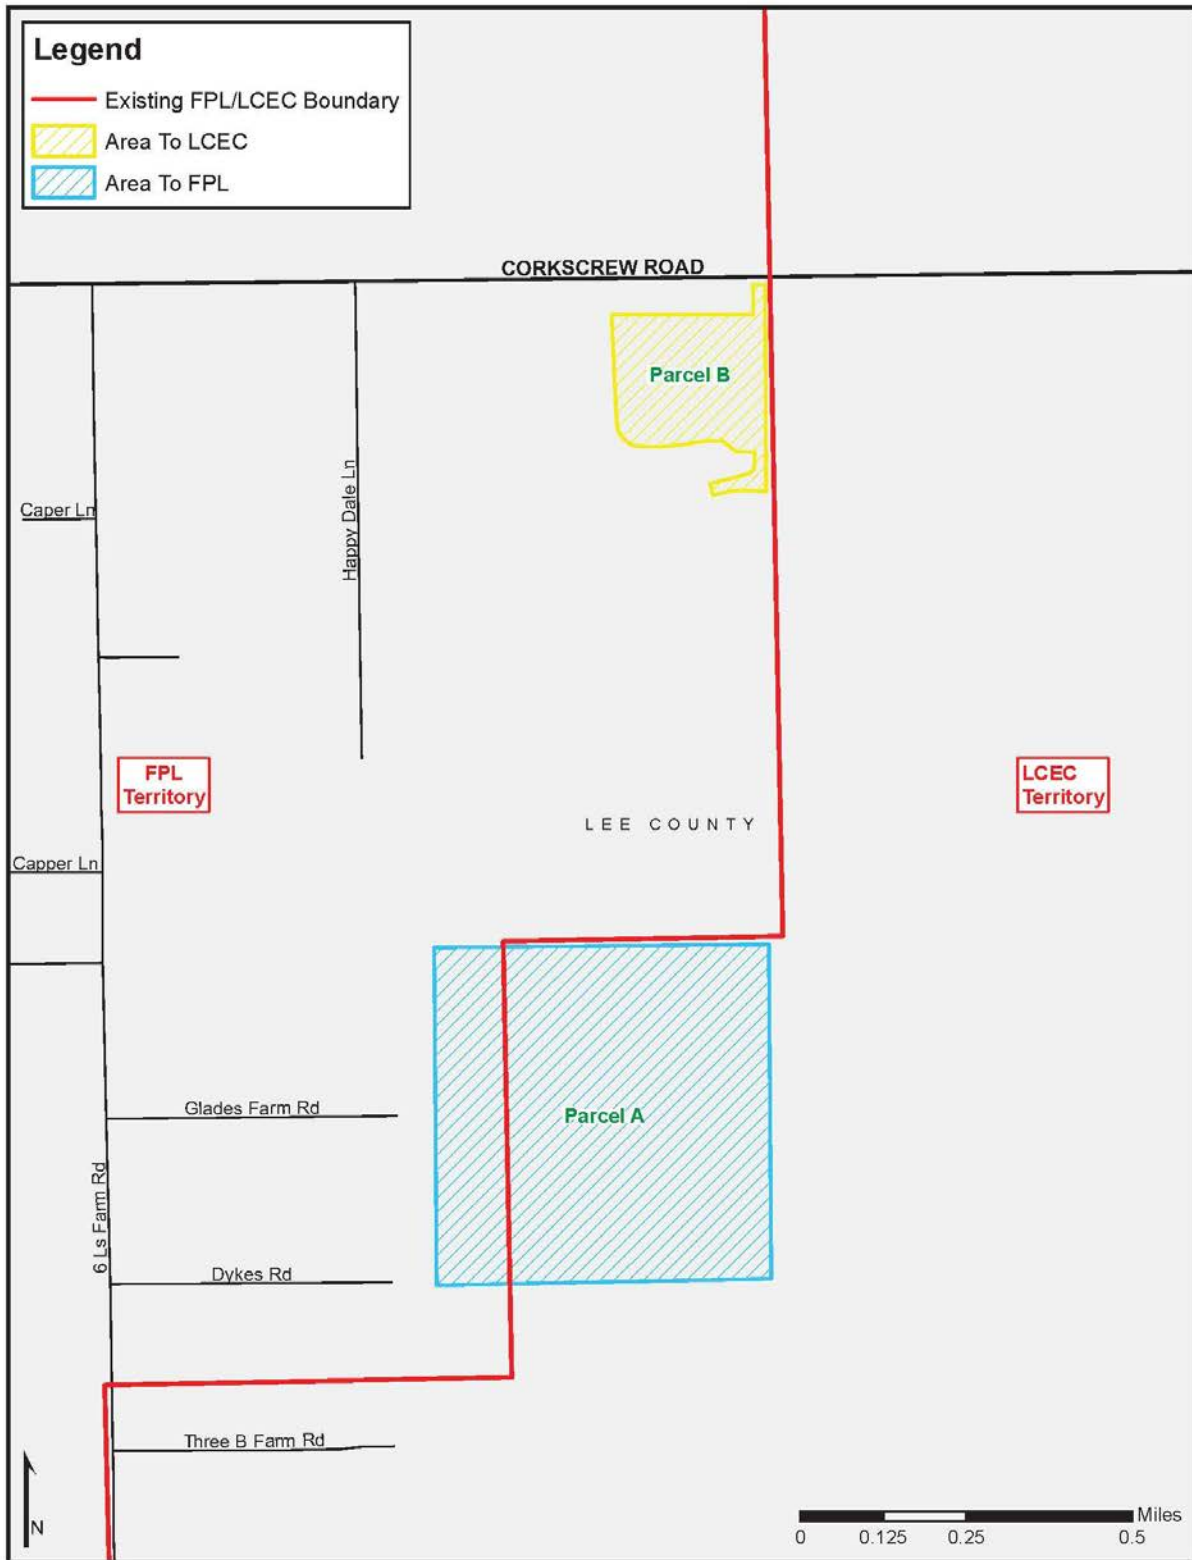 Legend
Existing FPL/LCEC Boundary
Area To LCEC
Area To FPL
CORKSCREW ROAD
Parcel B
Happy Dale Ln
Caper Ln
FPL
Territory
LCEC
Territory
LEE COUNTY
Capper Ln
Glades Farm Rd
Parcel A
6 Ls Farm Rd
Dykes Rd
Three B Farm Rd
N
Miles
0 0.125 0.25 0.5